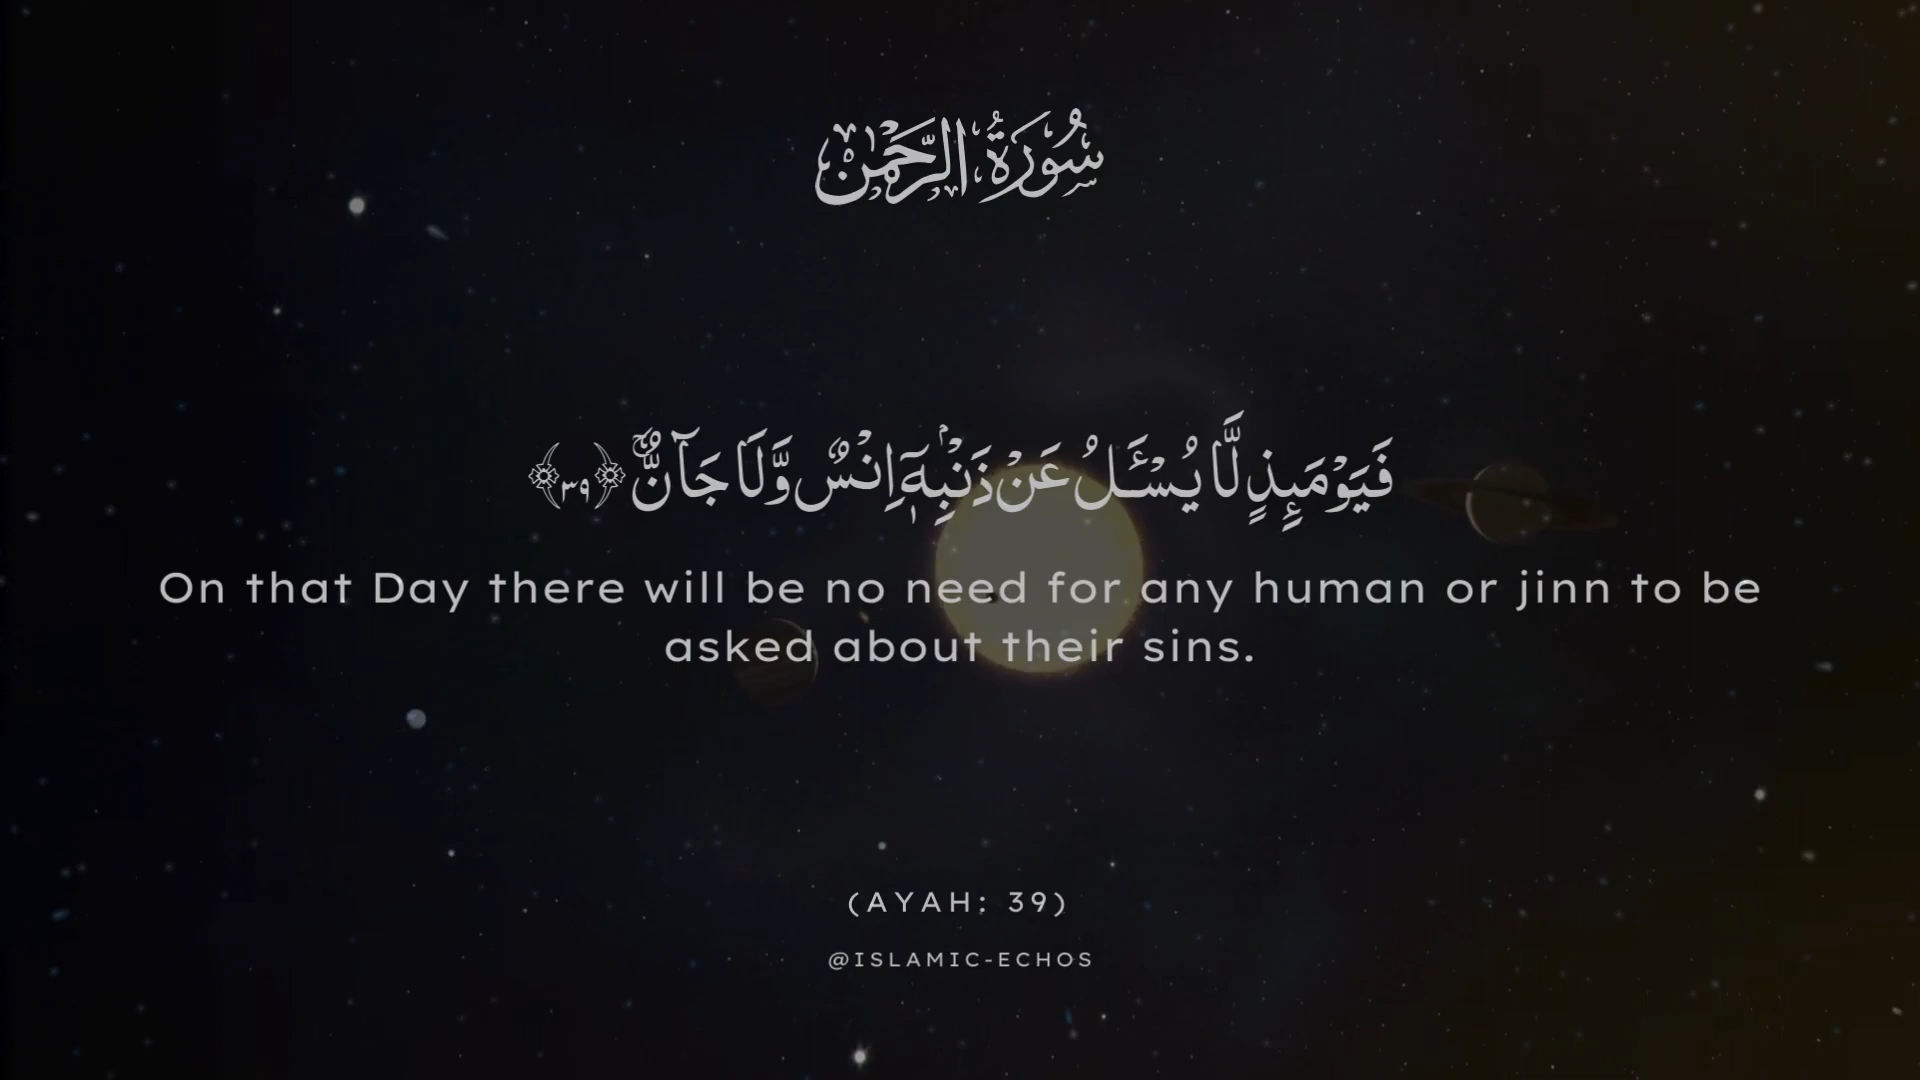 سُورَةُ الرَّحْمٰن
فَيَوْمَىِٕذٍ لَّا يُسْـَٔلُ عَنْ ذَنْۢبِهٖٓ اِنْسٌ وَّلَا جَآنٌّۚ ﴿٣٩﴾
On that Day there will be no need for any human or jinn to be
asked about their sins.
(AYAH: 39)
@ISLAMIC-ECHOS